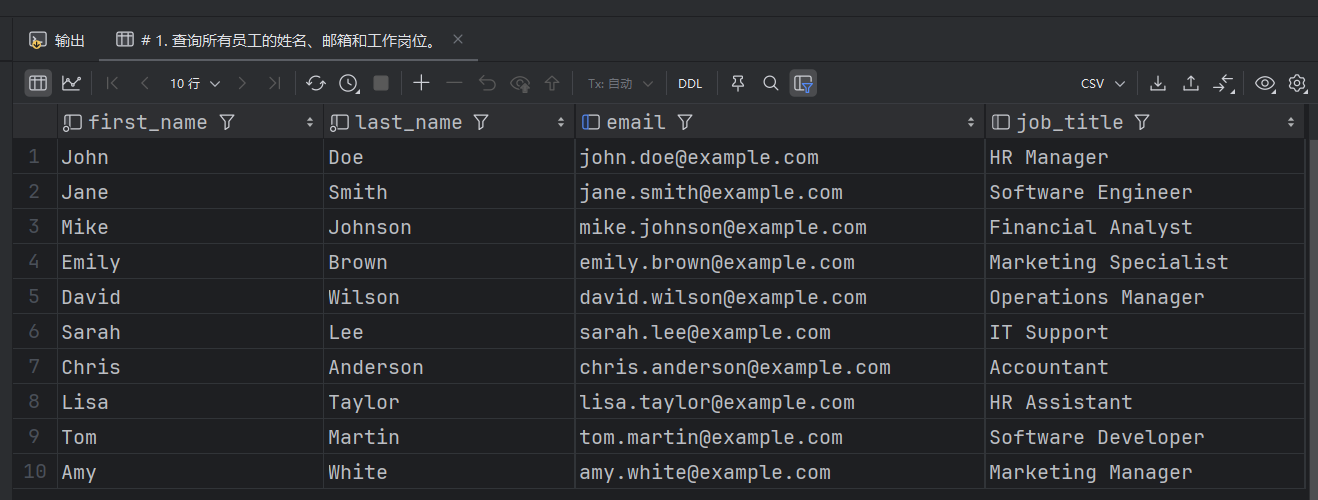 输出 # 1. 查询所有员工的姓名、邮箱和工作岗位。
10 行 Tx: 自动 DDL CSV
first_name last_name email job_title
1 John Doe john.doe@example.com HR Manager
2 Jane Smith jane.smith@example.com Software Engineer
3 Mike Johnson mike.johnson@example.com Financial Analyst
4 Emily Brown emily.brown@example.com Marketing Specialist
5 David Wilson david.wilson@example.com Operations Manager
6 Sarah Lee sarah.lee@example.com IT Support
7 Chris Anderson chris.anderson@example.com Accountant
8 Lisa Taylor lisa.taylor@example.com HR Assistant
9 Tom Martin tom.martin@example.com Software Developer
10 Amy White amy.white@example.com Marketing Manager